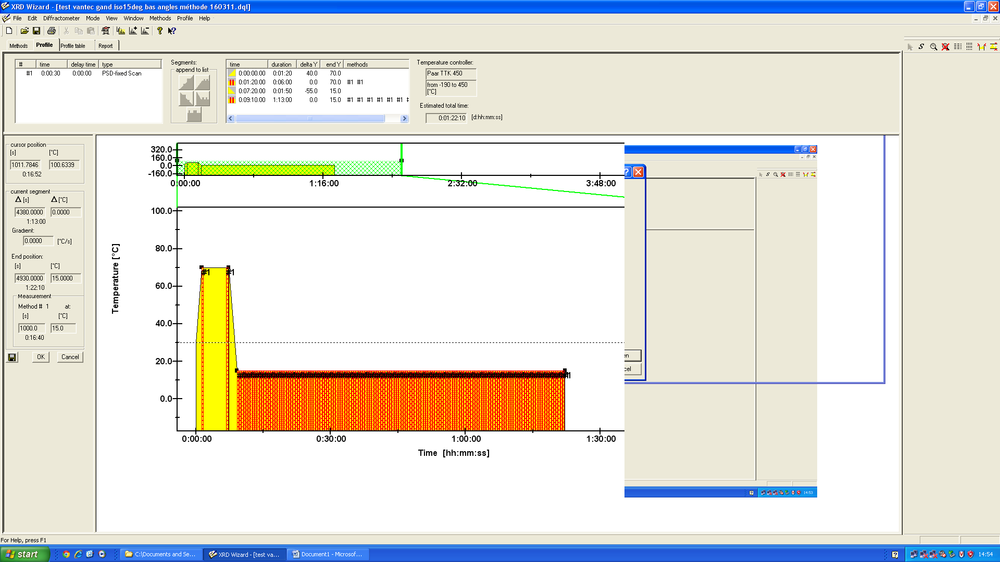 XRD Wizard - [test vantec gand iso15deg bas angles méthode 160311.dql]
File Edit Diffractometer Mode View Window Methods Profile Help
Methods Profile Profile table Report
# time delay time type
#1 0:00:30 0:00:00 PSD-fixed Scan
Segments:
append to list
time duration delta Y end Y methods
0:00:00.00 0:01:20 40.0 70.0
0:01:20.00 0:06:00 0.0 70.0 #1 #1
0:07:20.00 0:01:50 -55.0 15.0
0:09:10.00 1:13:00 0.0 15.0 #1 #1 #1 #1 #1 #1 #
Temperature controller:
Paar TTK 450
from -190 to 450
[°C]
Estimated total time:
0:01:22:10 [d:hh:mm:ss]
cursor position
[s] [°C]
1011.7846 100.6339
0:16:52
current segment
Δ [s] Δ [°C]
4380.0000 0.0000
1:13:00
Gradient:
0.0000 [°C/s]
End position:
[s] [°C]
4930.0000 15.0000
1:22:10
Measurement
Method # 1 at:
[s] [°C]
1000.0 15.0
0:16:40
OK Cancel
320.0
160.0
0.0
-160.0
0:00:00 1:16:00 2:32:00 3:48:00
100.0
80.0
60.0
40.0
20.0
0.0
Temperature [°C]
#1 #1
#1
0:00:00 0:30:00 1:00:00 1:30:00
Time [hh:mm:ss]
en
cel
14:53
For Help, press F1
start C:\Documents and Se... XRD Wizard - [test va... Document1 - Microsof... 14:54